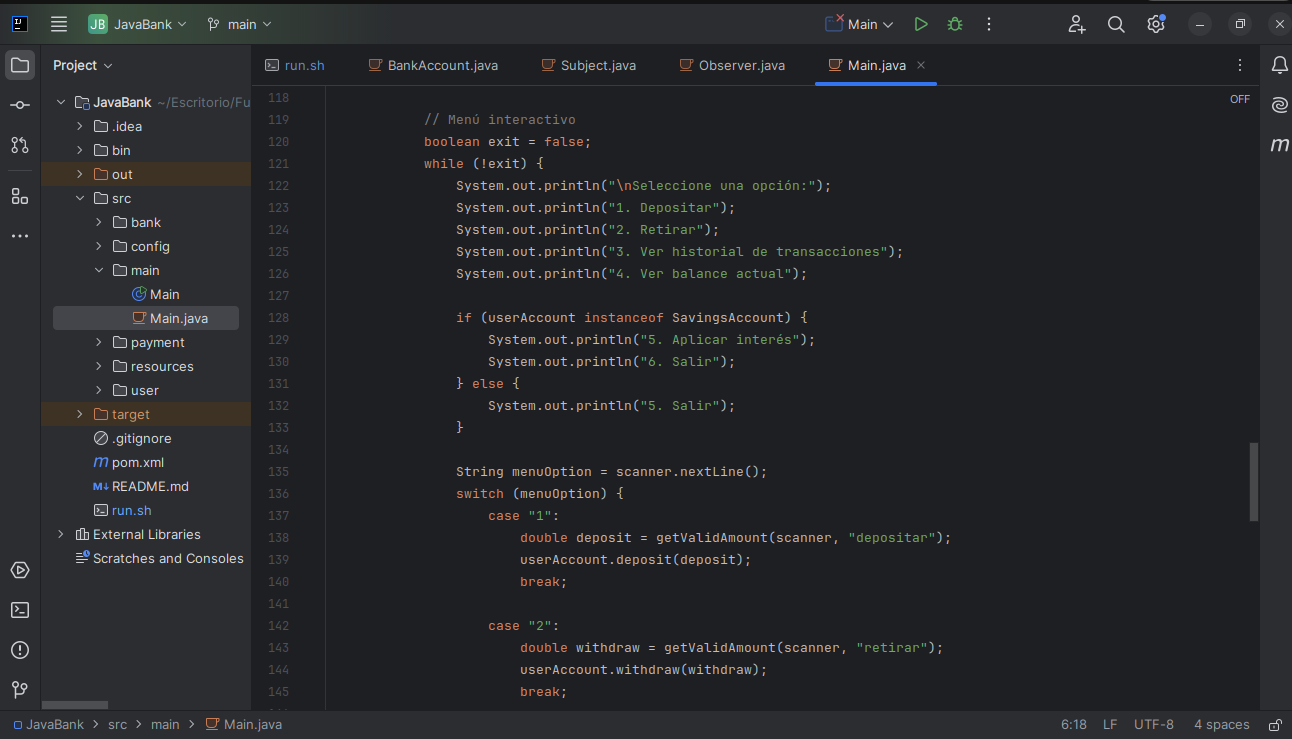 JB JavaBank main Main
Project
run.sh BankAccount.java Subject.java Observer.java Main.java
OFF
JavaBank ~/Escritorio/Fu
.idea
bin
out
src
bank
config
main
Main
Main.java
payment
resources
user
target
.gitignore
m pom.xml
M↓ README.md
run.sh
External Libraries
Scratches and Consoles
118
119 // Menú interactivo
120 boolean exit = false;
121 while (!exit) {
122 System.out.println("\nSeleccione una opción:");
123 System.out.println("1. Depositar");
124 System.out.println("2. Retirar");
125 System.out.println("3. Ver historial de transacciones");
126 System.out.println("4. Ver balance actual");
127
128 if (userAccount instanceof SavingsAccount) {
129 System.out.println("5. Aplicar interés");
130 System.out.println("6. Salir");
131 } else {
132 System.out.println("5. Salir");
133 }
134
135 String menuOption = scanner.nextLine();
136 switch (menuOption) {
137 case "1":
138 double deposit = getValidAmount(scanner, "depositar");
139 userAccount.deposit(deposit);
140 break;
141
142 case "2":
143 double withdraw = getValidAmount(scanner, "retirar");
144 userAccount.withdraw(withdraw);
145 break;
m
JavaBank > src > main > Main.java 6:18 LF UTF-8 4 spaces